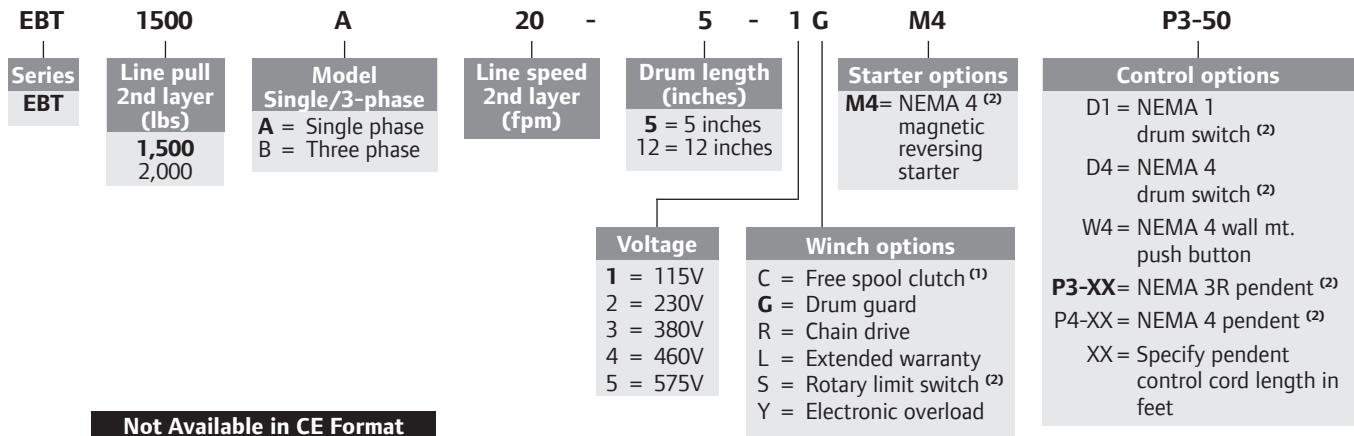 EBT 1500 A 20 - 5 - 1 G M4 P3-50
Series
EBT
Line pull
2nd layer
(lbs)
1,500
2,000
Model
Single/3-phase
A = Single phase
B = Three phase
Line speed
2nd layer
(fpm)
Drum length
(inches)
5 = 5 inches
12 = 12 inches
Starter options
M4= NEMA 4 (2)
magnetic
reversing
starter
Control options
D1 = NEMA 1
drum switch (2)
D4 = NEMA 4
drum switch (2)
W4 = NEMA 4 wall mt.
push button
P3-XX= NEMA 3R pendent (2)
P4-XX = NEMA 4 pendent (2)
XX = Specify pendent
control cord length in
feet
Voltage
1 = 115V
2 = 230V
3 = 380V
4 = 460V
5 = 575V
Winch options
C = Free spool clutch (1)
G = Drum guard
R = Chain drive
L = Extended warranty
S = Rotary limit switch (2)
Y = Electronic overload
Not Available in CE Format